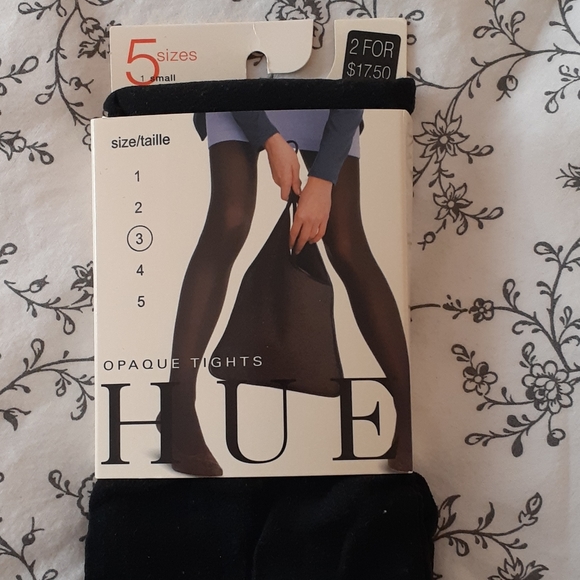 5 sizes
1 small
2 FOR
$17.50
size/taille
1
2
3
4
5
OPAQUE TIGHTS
HUE